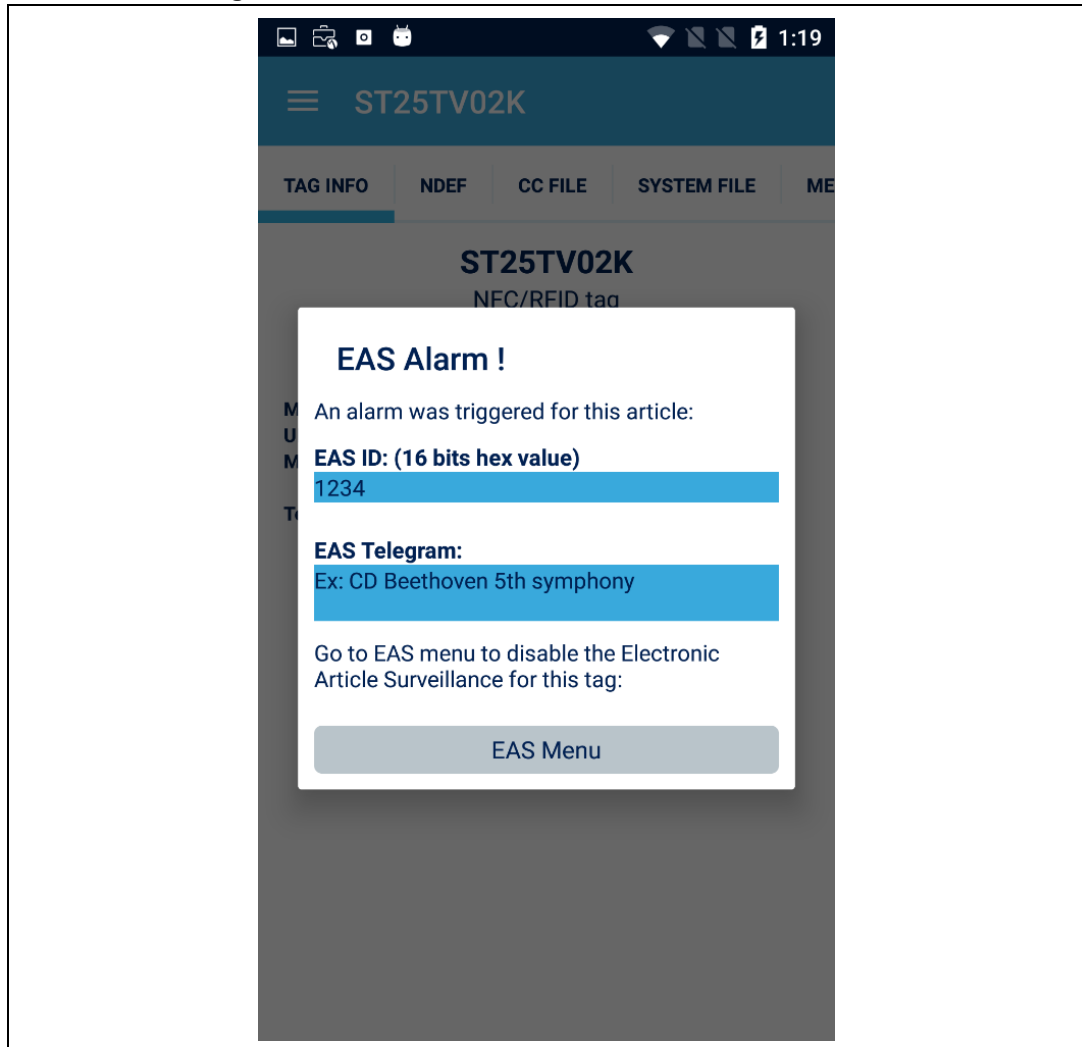 1:19
ST25TV02K
TAG INFO NDEF CC FILE SYSTEM FILE ME
ST25TV02K
NFC/RFID tag
EAS Alarm !
M
An alarm was triggered for this article:
U
M
EAS ID: (16 bits hex value)
1234
T
EAS Telegram:
Ex: CD Beethoven 5th symphony
Go to EAS menu to disable the Electronic
Article Surveillance for this tag:
EAS Menu